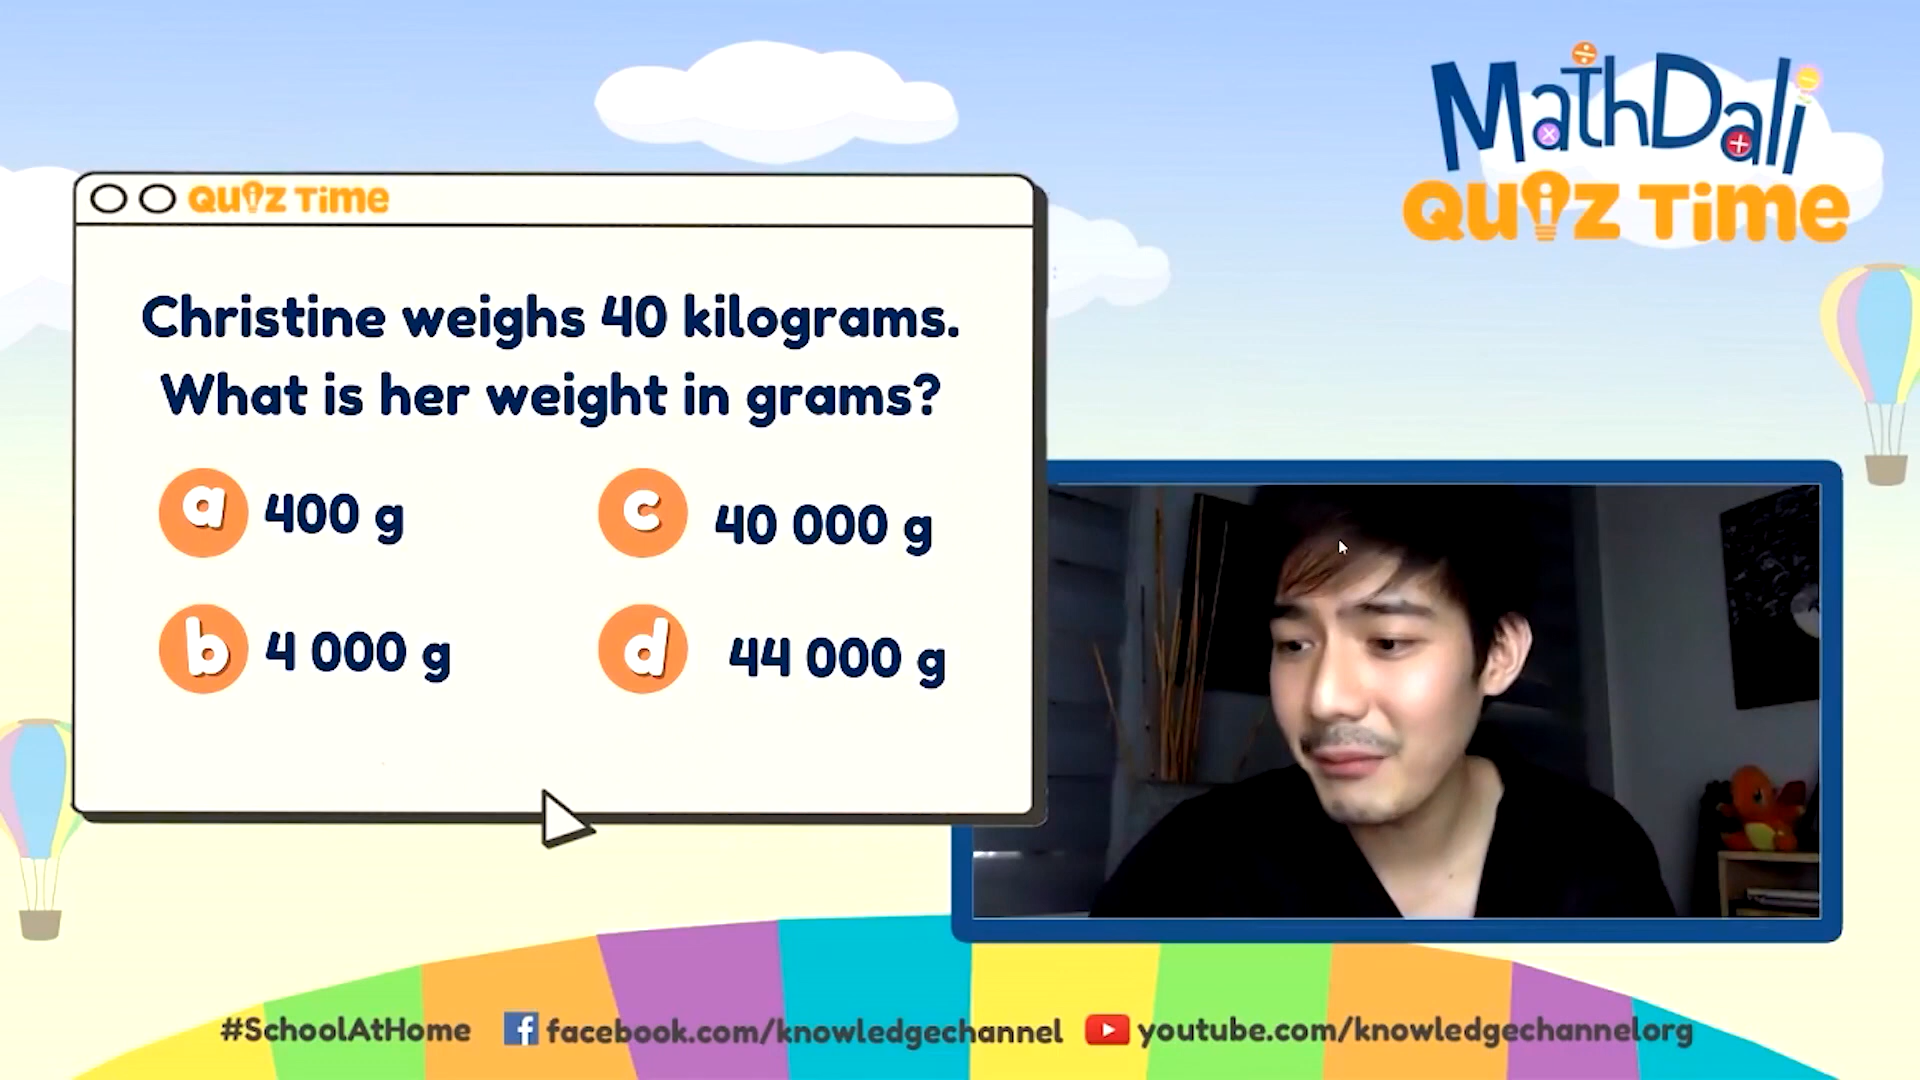 MathDali
QUIZ TIME
QUIZ TIME
Christine weighs 40 kilograms.
What is her weight in grams?
a 400 g
b 4 000 g
c 40 000 g
d 44 000 g
#SchoolAtHome facebook.com/knowledgechannel youtube.com/knowledgechannelorg